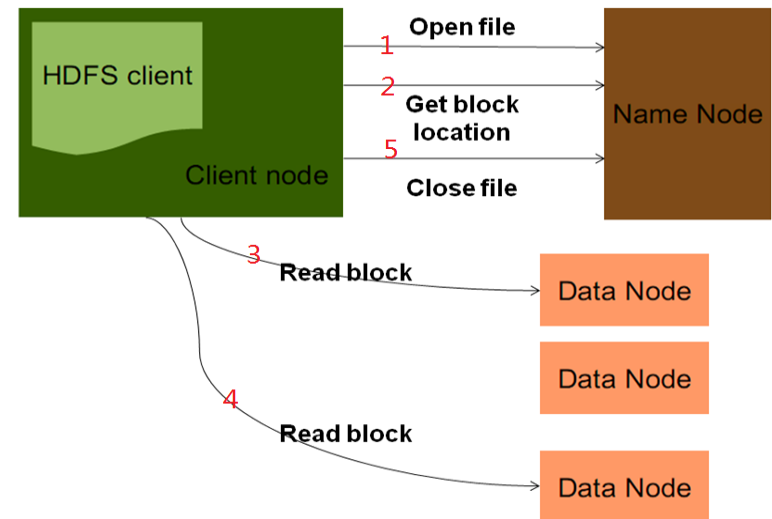 HDFS client
Client node
1
Open file
2
Get block
location
5
Close file
Name Node
3
Read block
Data Node
Data Node
4
Read block
Data Node